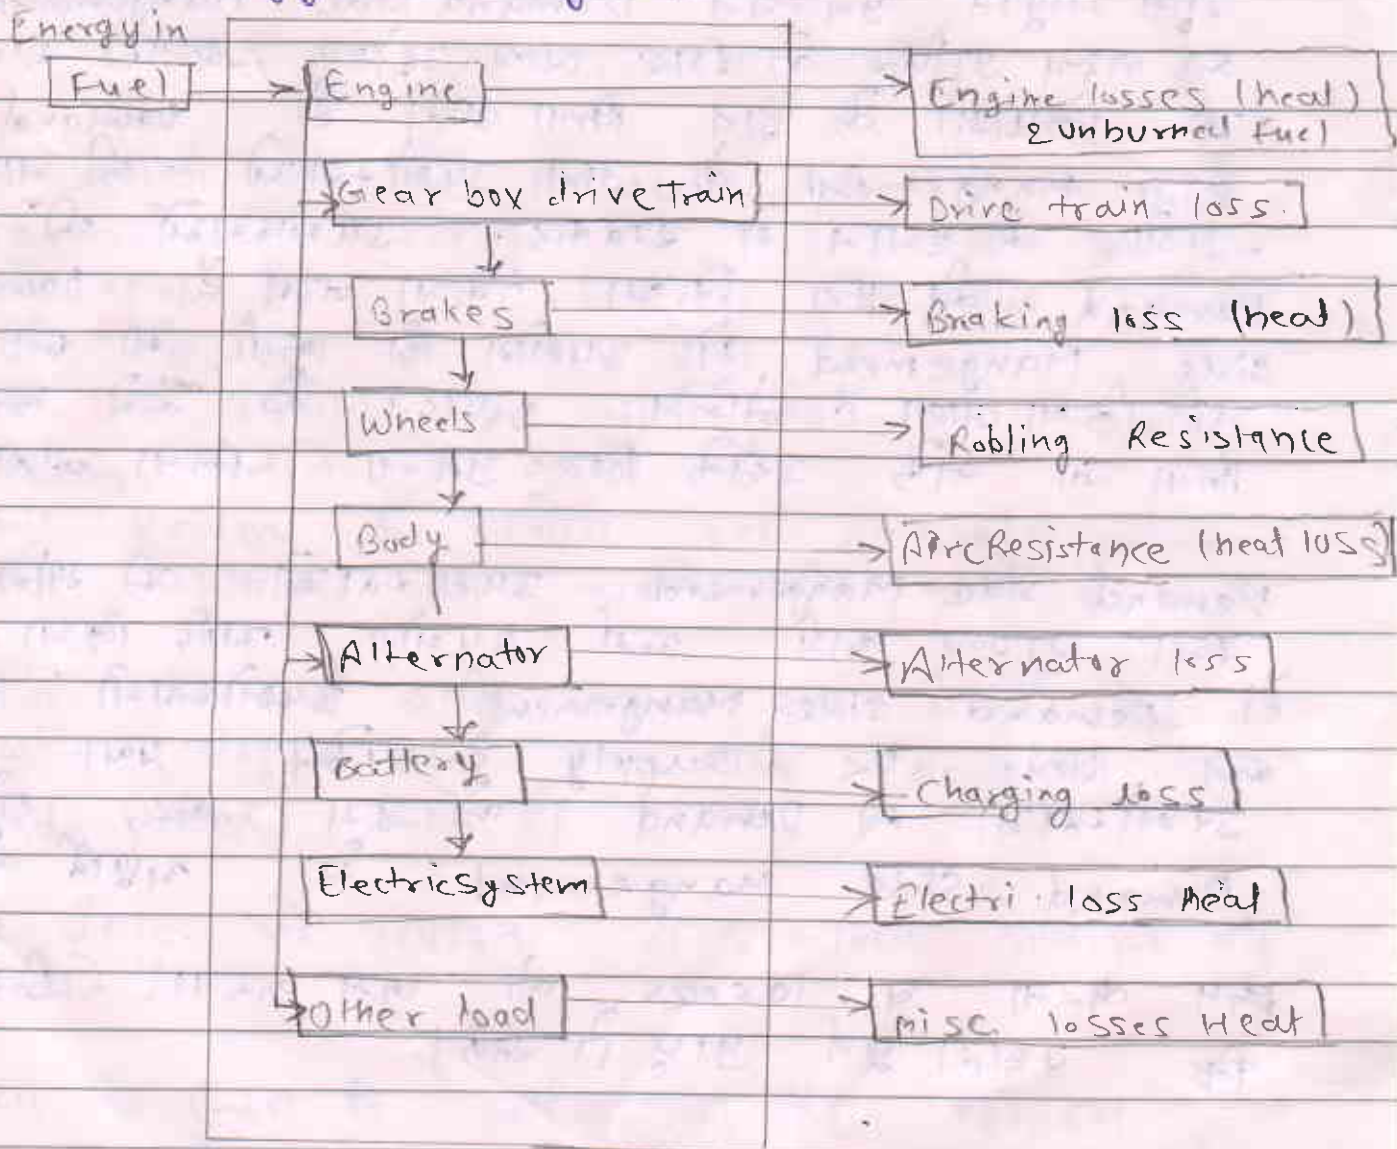 Energy in
Fuel
Engine
Engine losses (heat)
& unburned Fuel
Gear box drive Train
Drive train loss.
Brakes
Braking loss (heat)
Wheels
Robling Resistance
Body
Airc Resistance (heat loss)
Alternator
Alternator loss
Battery
Charging loss
Electric System
Electri. loss heat
Other load
misc. losses Heat